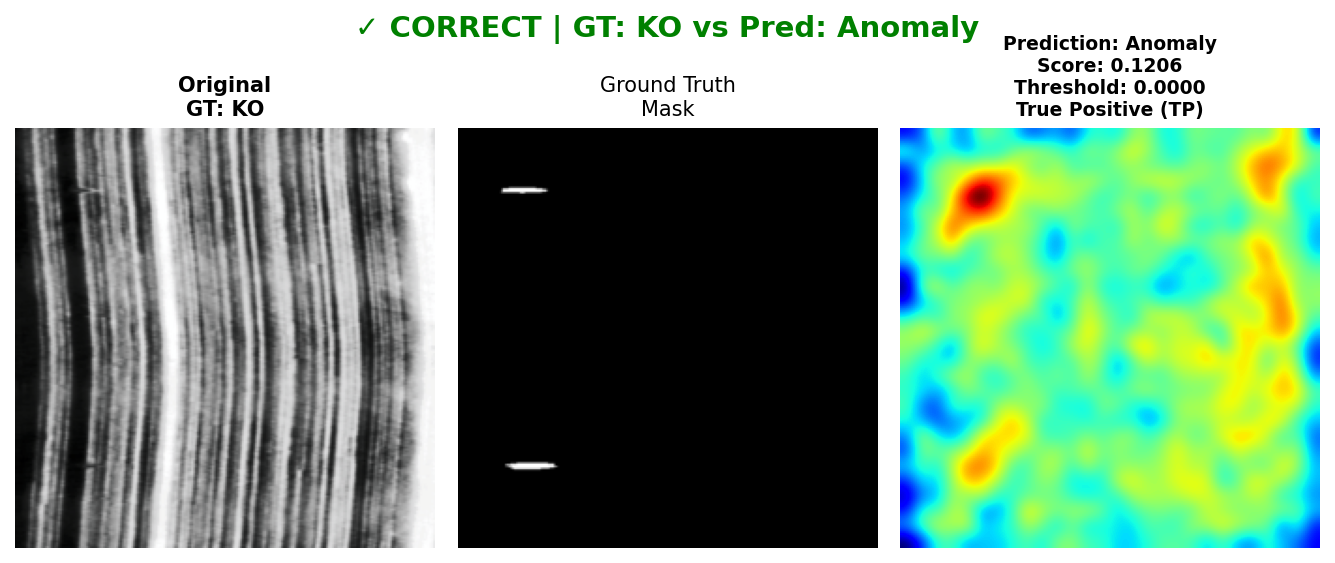 ✓ CORRECT | GT: KO vs Pred: Anomaly
Original
GT: KO
Ground Truth
Mask
Prediction: Anomaly
Score: 0.1206
Threshold: 0.0000
True Positive (TP)